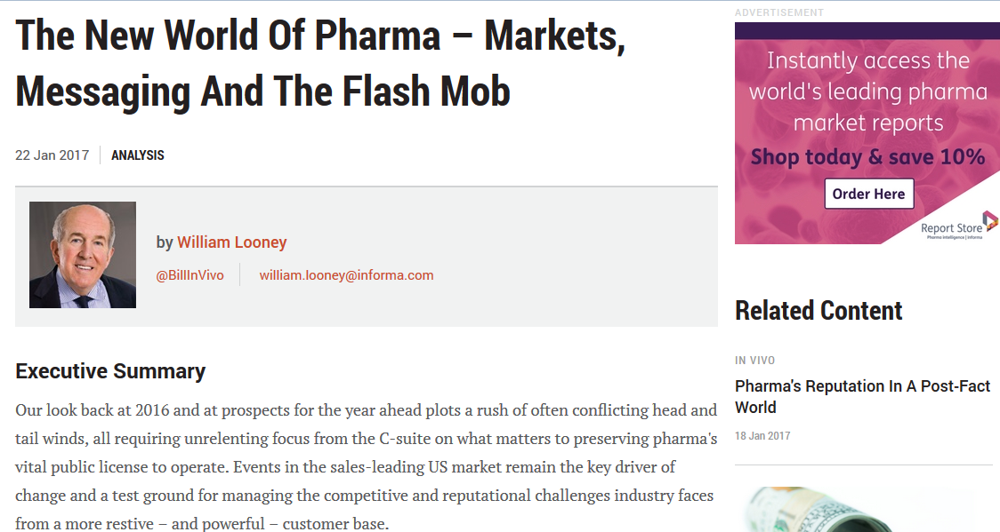 The New World Of Pharma – Markets,
Messaging And The Flash Mob
22 Jan 2017
ANALYSIS
by William Looney
@BillInVivo
william.looney@informa.com
Executive Summary
Our look back at 2016 and at prospects for the year ahead plots a rush of often conflicting head and
tail winds, all requiring unrelenting focus from the C-suite on what matters to preserving pharma's
vital public license to operate. Events in the sales-leading US market remain the key driver of
change and a test ground for managing the competitive and reputational challenges industry faces
from a more restive – and powerful – customer base.
ADVERTISEMENT
Instantly access the
world's leading pharma
market reports
Shop today & save 10%
Order Here
Report Store
Pharma Intelligence | Informa
Related Content
IN VIVO
Pharma's Reputation In A Post-Fact
World
18 Jan 2017